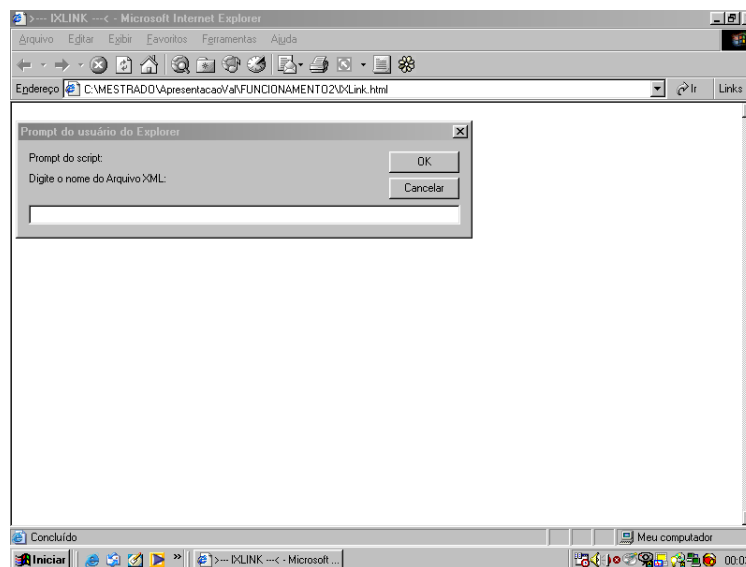 >--- IXLINK ---< - Microsoft Internet Explorer
Arquivo Editar Exibir Favoritos Ferramentas Ajuda
Endereço C:\MESTRADO\ApresentacaoVal\FUNCIONAMENTO2\IXLink.html Ir Links
Prompt do usuário do Explorer
Prompt do script:
OK
Digite o nome do Arquivo XML:
Cancelar
Concluído Meu computador
Iniciar >--- IXLINK ---< - Microsoft ...